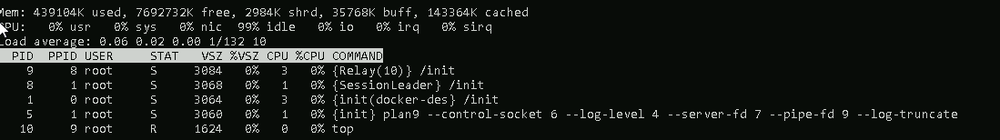 Mem: 439104K used, 7692732K free, 2984K shrd, 35768K buff, 143364K cached
CPU:   0% usr   0% sys   0% nic  99% idle   0% io   0% irq   0% sirq
Load average: 0.06 0.02 0.00 1/132 10
  PID  PPID USER     STAT   VSZ %VSZ CPU %CPU COMMAND
    9     8 root     S     3084   0%   3   0% {Relay(10)} /init
    8     1 root     S     3068   0%   1   0% {SessionLeader} /init
    1     0 root     S     3064   0%   3   0% {init(docker-des} /init
    5     1 root     S     3060   0%   1   0% {init} plan9 --control-socket 6 --log-level 4 --server-fd 7 --pipe-fd 9 --log-truncate
   10     9 root     R     1624   0%   0   0% top